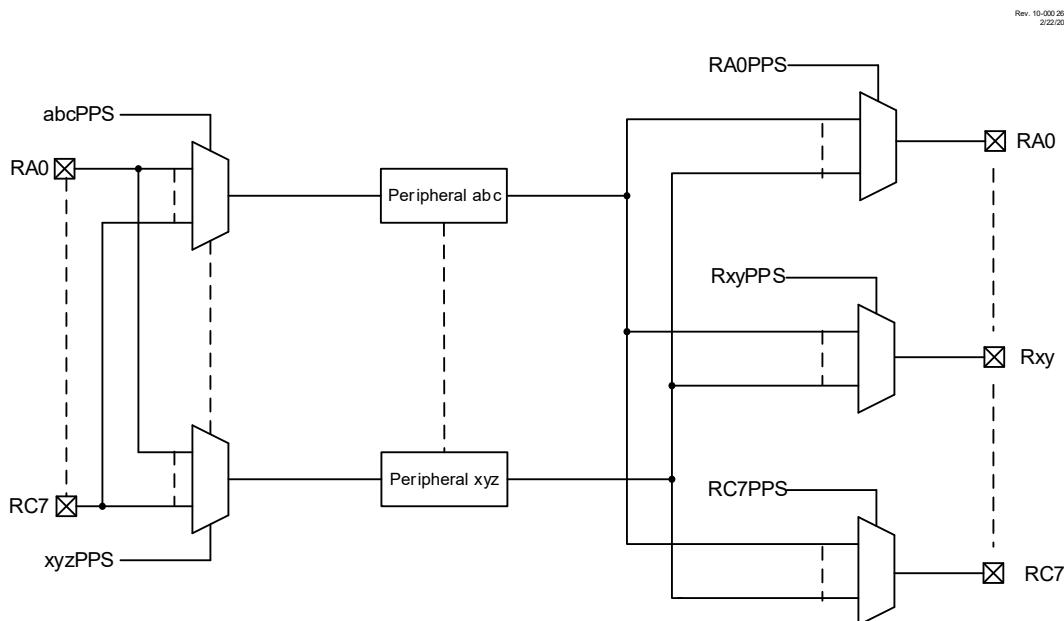 Rev. 10-000 26
2/22/20
RA0PPS
abcPPS
RA0
RA0
Peripheral abc
RxyPPS
Rxy
Peripheral xyz
RC7PPS
RC7
xyzPPS
RC7